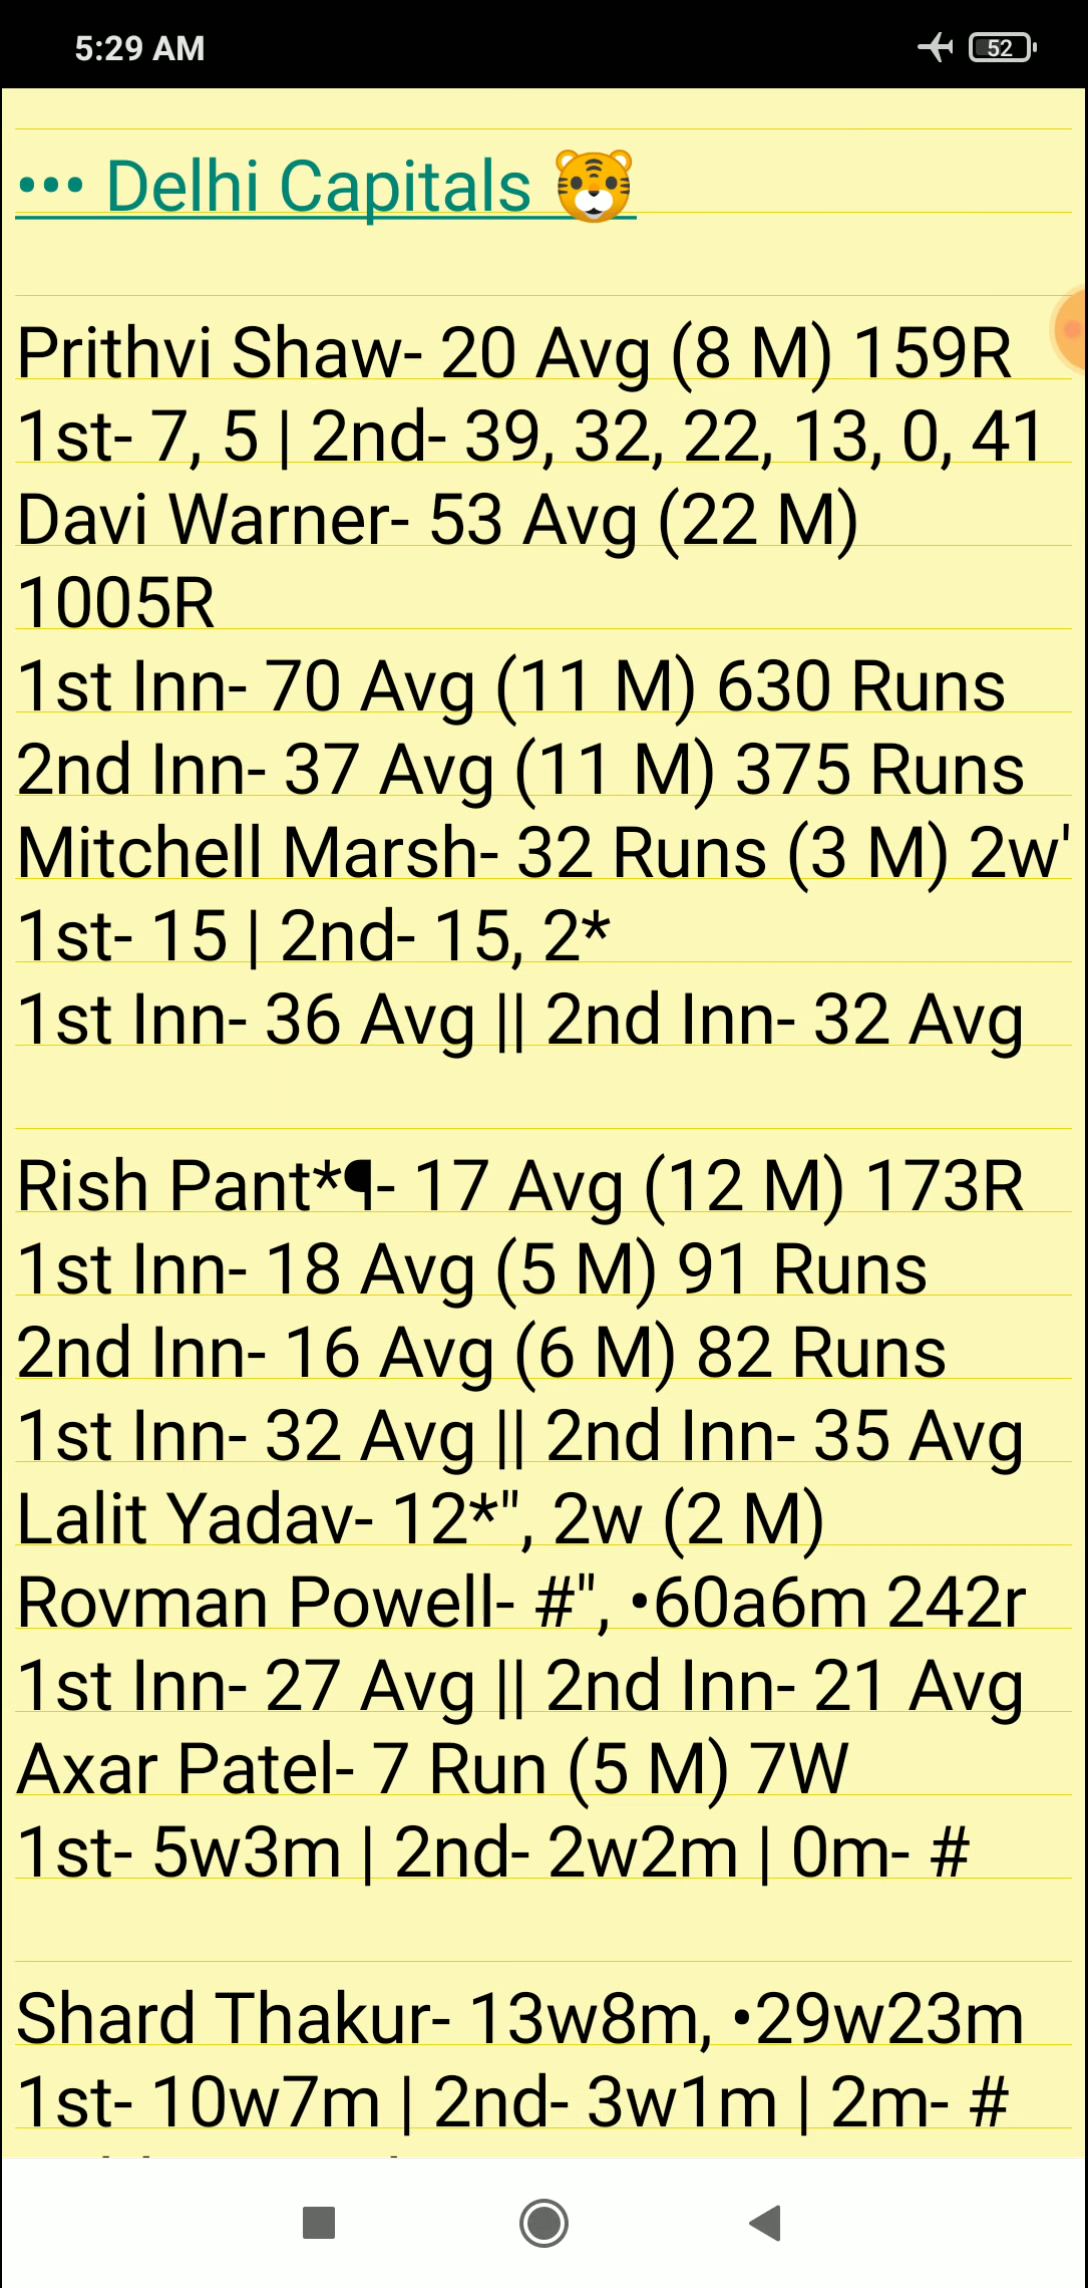 5:29 AM
52
••• Delhi Capitals 🐯
Prithvi Shaw- 20 Avg (8 M) 159R
1st- 7, 5 | 2nd- 39, 32, 22, 13, 0, 41
Davi Warner- 53 Avg (22 M)
1005R
1st Inn- 70 Avg (11 M) 630 Runs
2nd Inn- 37 Avg (11 M) 375 Runs
Mitchell Marsh- 32 Runs (3 M) 2w'
1st- 15 | 2nd- 15, 2*
1st Inn- 36 Avg || 2nd Inn- 32 Avg
Rish Pant*¶- 17 Avg (12 M) 173R
1st Inn- 18 Avg (5 M) 91 Runs
2nd Inn- 16 Avg (6 M) 82 Runs
1st Inn- 32 Avg || 2nd Inn- 35 Avg
Lalit Yadav- 12*", 2w (2 M)
Rovman Powell- #", •60a6m 242r
1st Inn- 27 Avg || 2nd Inn- 21 Avg
Axar Patel- 7 Run (5 M) 7W
1st- 5w3m | 2nd- 2w2m | 0m- #
Shard Thakur- 13w8m, •29w23m
1st- 10w7m | 2nd- 3w1m | 2m- #